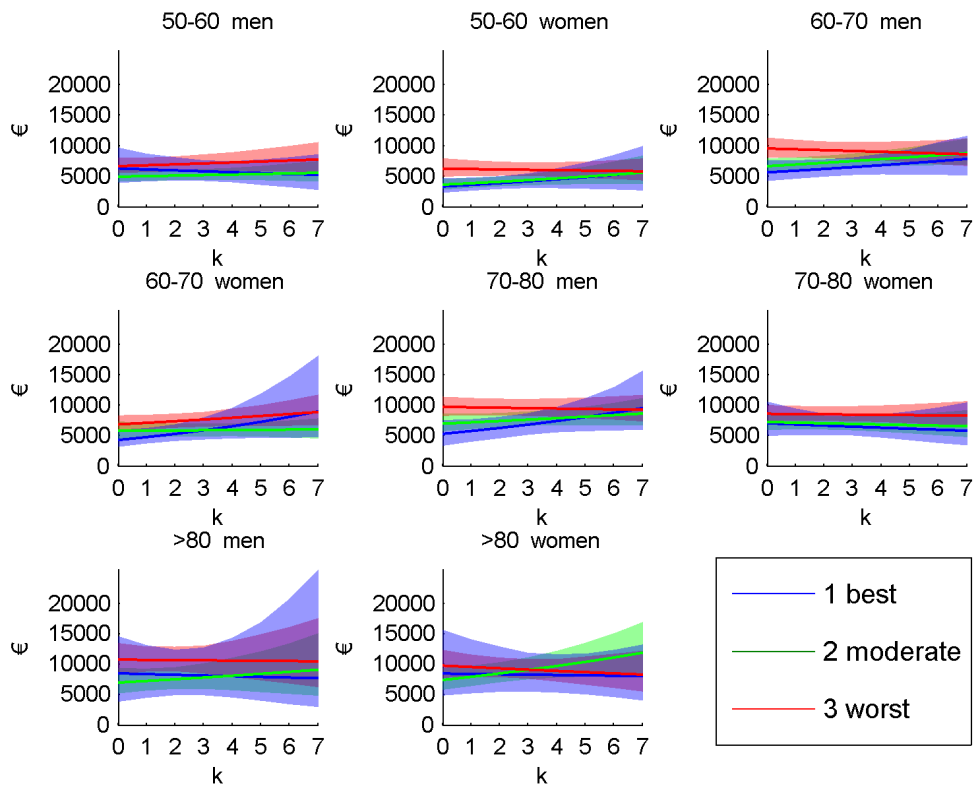 50-60 men
50-60 women
60-70 men
€
20000
15000
10000
5000
0
0 1 2 3 4 5 6 7
k
€
20000
15000
10000
5000
0
0 1 2 3 4 5 6 7
k
€
20000
15000
10000
5000
0
0 1 2 3 4 5 6 7
k
60-70 women
70-80 men
70-80 women
€
20000
15000
10000
5000
0
0 1 2 3 4 5 6 7
k
€
20000
15000
10000
5000
0
0 1 2 3 4 5 6 7
k
€
20000
15000
10000
5000
0
0 1 2 3 4 5 6 7
k
>80 men
>80 women
€
20000
15000
10000
5000
0
0 1 2 3 4 5 6 7
k
€
20000
15000
10000
5000
0
0 1 2 3 4 5 6 7
k
1 best
2 moderate
3 worst